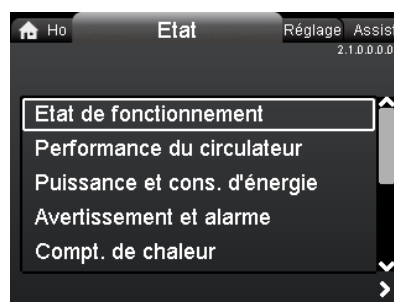 Ho Etat Réglage Assist
2.1.0.0.0.0
Etat de fonctionnement
Performance du circulateur
Puissance et cons. d'énergie
Avertissement et alarme
Compt. de chaleur